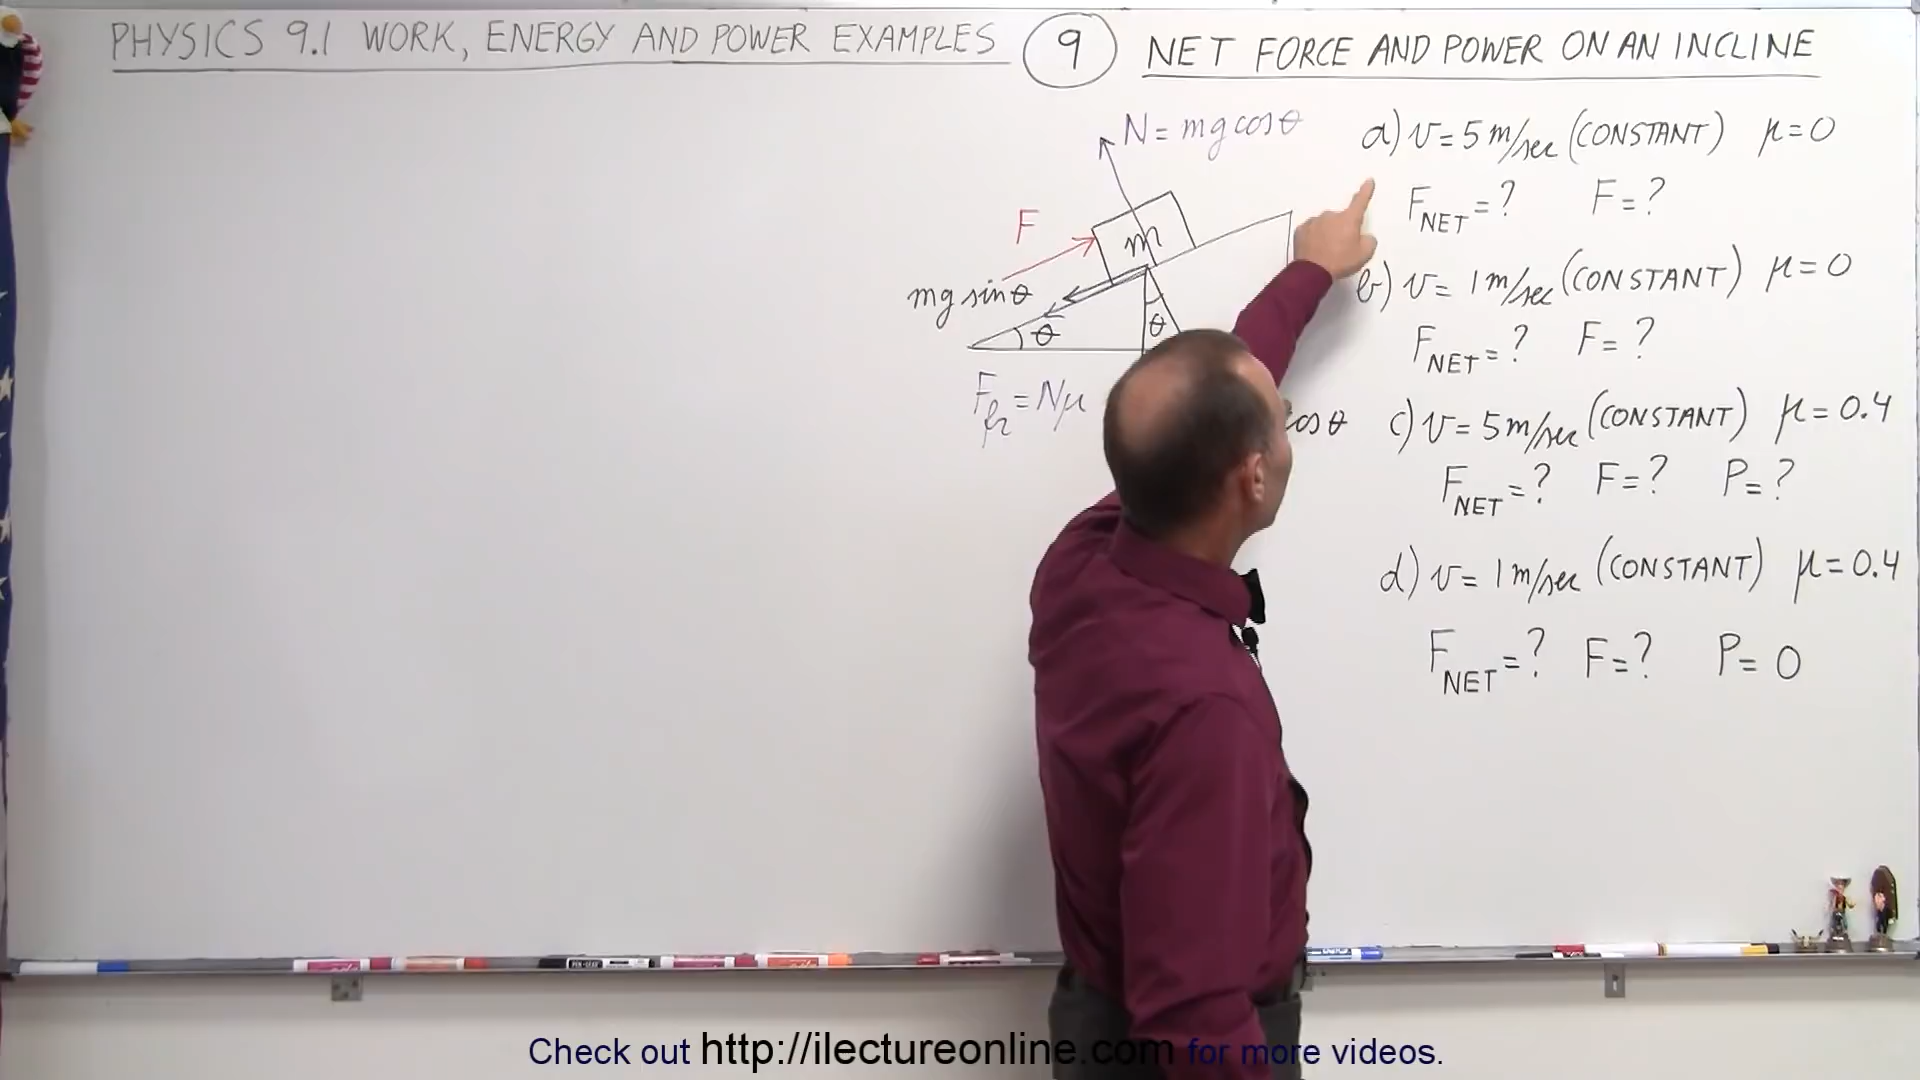 PHYSICS 9.1 WORK, ENERGY AND POWER EXAMPLES 9 NET FORCE AND POWER ON AN INCLINE
N = mg cos θ
F
m
mg sin θ
θ
θ
F_fr = Nμ
cos θ
a) v = 5 m/sec (CONSTANT) μ = 0
F_NET = ? F = ?
b) v = 1 m/sec (CONSTANT) μ = 0
F_NET = ? F = ?
c) v = 5 m/sec (CONSTANT) μ = 0.4
F_NET = ? F = ? P = ?
d) v = 1 m/sec (CONSTANT) μ = 0.4
F_NET = ? F = ? P = 0
Check out http://ilectureonline.com for more videos.